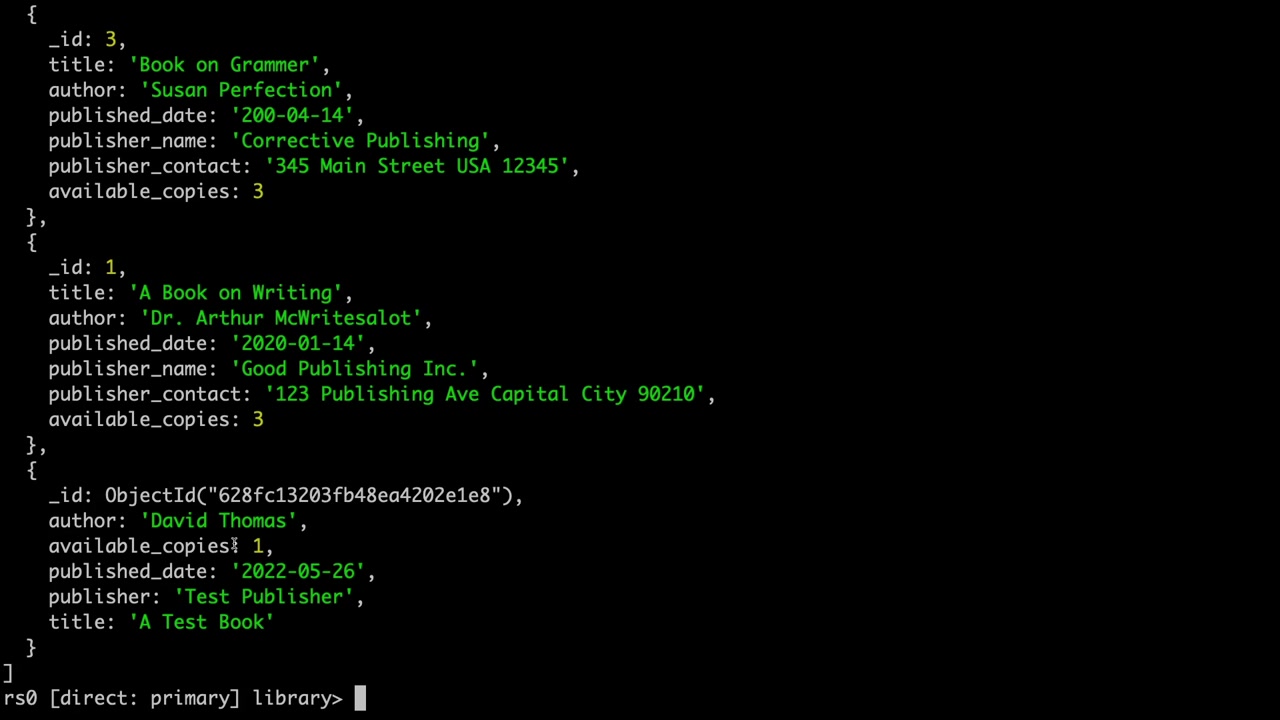 {
_id: 3,
title: 'Book on Grammer',
author: 'Susan Perfection',
published_date: '200-04-14',
publisher_name: 'Corrective Publishing',
publisher_contact: '345 Main Street USA 12345',
available_copies: 3
},
{
_id: 1,
title: 'A Book on Writing',
author: 'Dr. Arthur McWritesalot',
published_date: '2020-01-14',
publisher_name: 'Good Publishing Inc.',
publisher_contact: '123 Publishing Ave Capital City 90210',
available_copies: 3
},
{
_id: ObjectId("628fc13203fb48ea4202e1e8"),
author: 'David Thomas',
available_copies: 1,
published_date: '2022-05-26',
publisher: 'Test Publisher',
title: 'A Test Book'
}
]
rs0 [direct: primary] library>